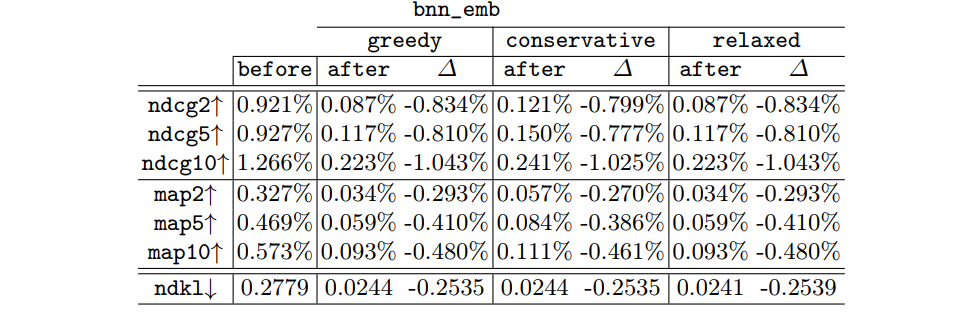 bnn_emb
greedy conservative relaxed
before after Δ after Δ after Δ
ndcg2↑ 0.921% 0.087% -0.834% 0.121% -0.799% 0.087% -0.834%
ndcg5↑ 0.927% 0.117% -0.810% 0.150% -0.777% 0.117% -0.810%
ndcg10↑ 1.266% 0.223% -1.043% 0.241% -1.025% 0.223% -1.043%
map2↑ 0.327% 0.034% -0.293% 0.057% -0.270% 0.034% -0.293%
map5↑ 0.469% 0.059% -0.410% 0.084% -0.386% 0.059% -0.410%
map10↑ 0.573% 0.093% -0.480% 0.111% -0.461% 0.093% -0.480%
ndkl↓ 0.2779 0.0244 -0.2535 0.0244 -0.2535 0.0241 -0.2539